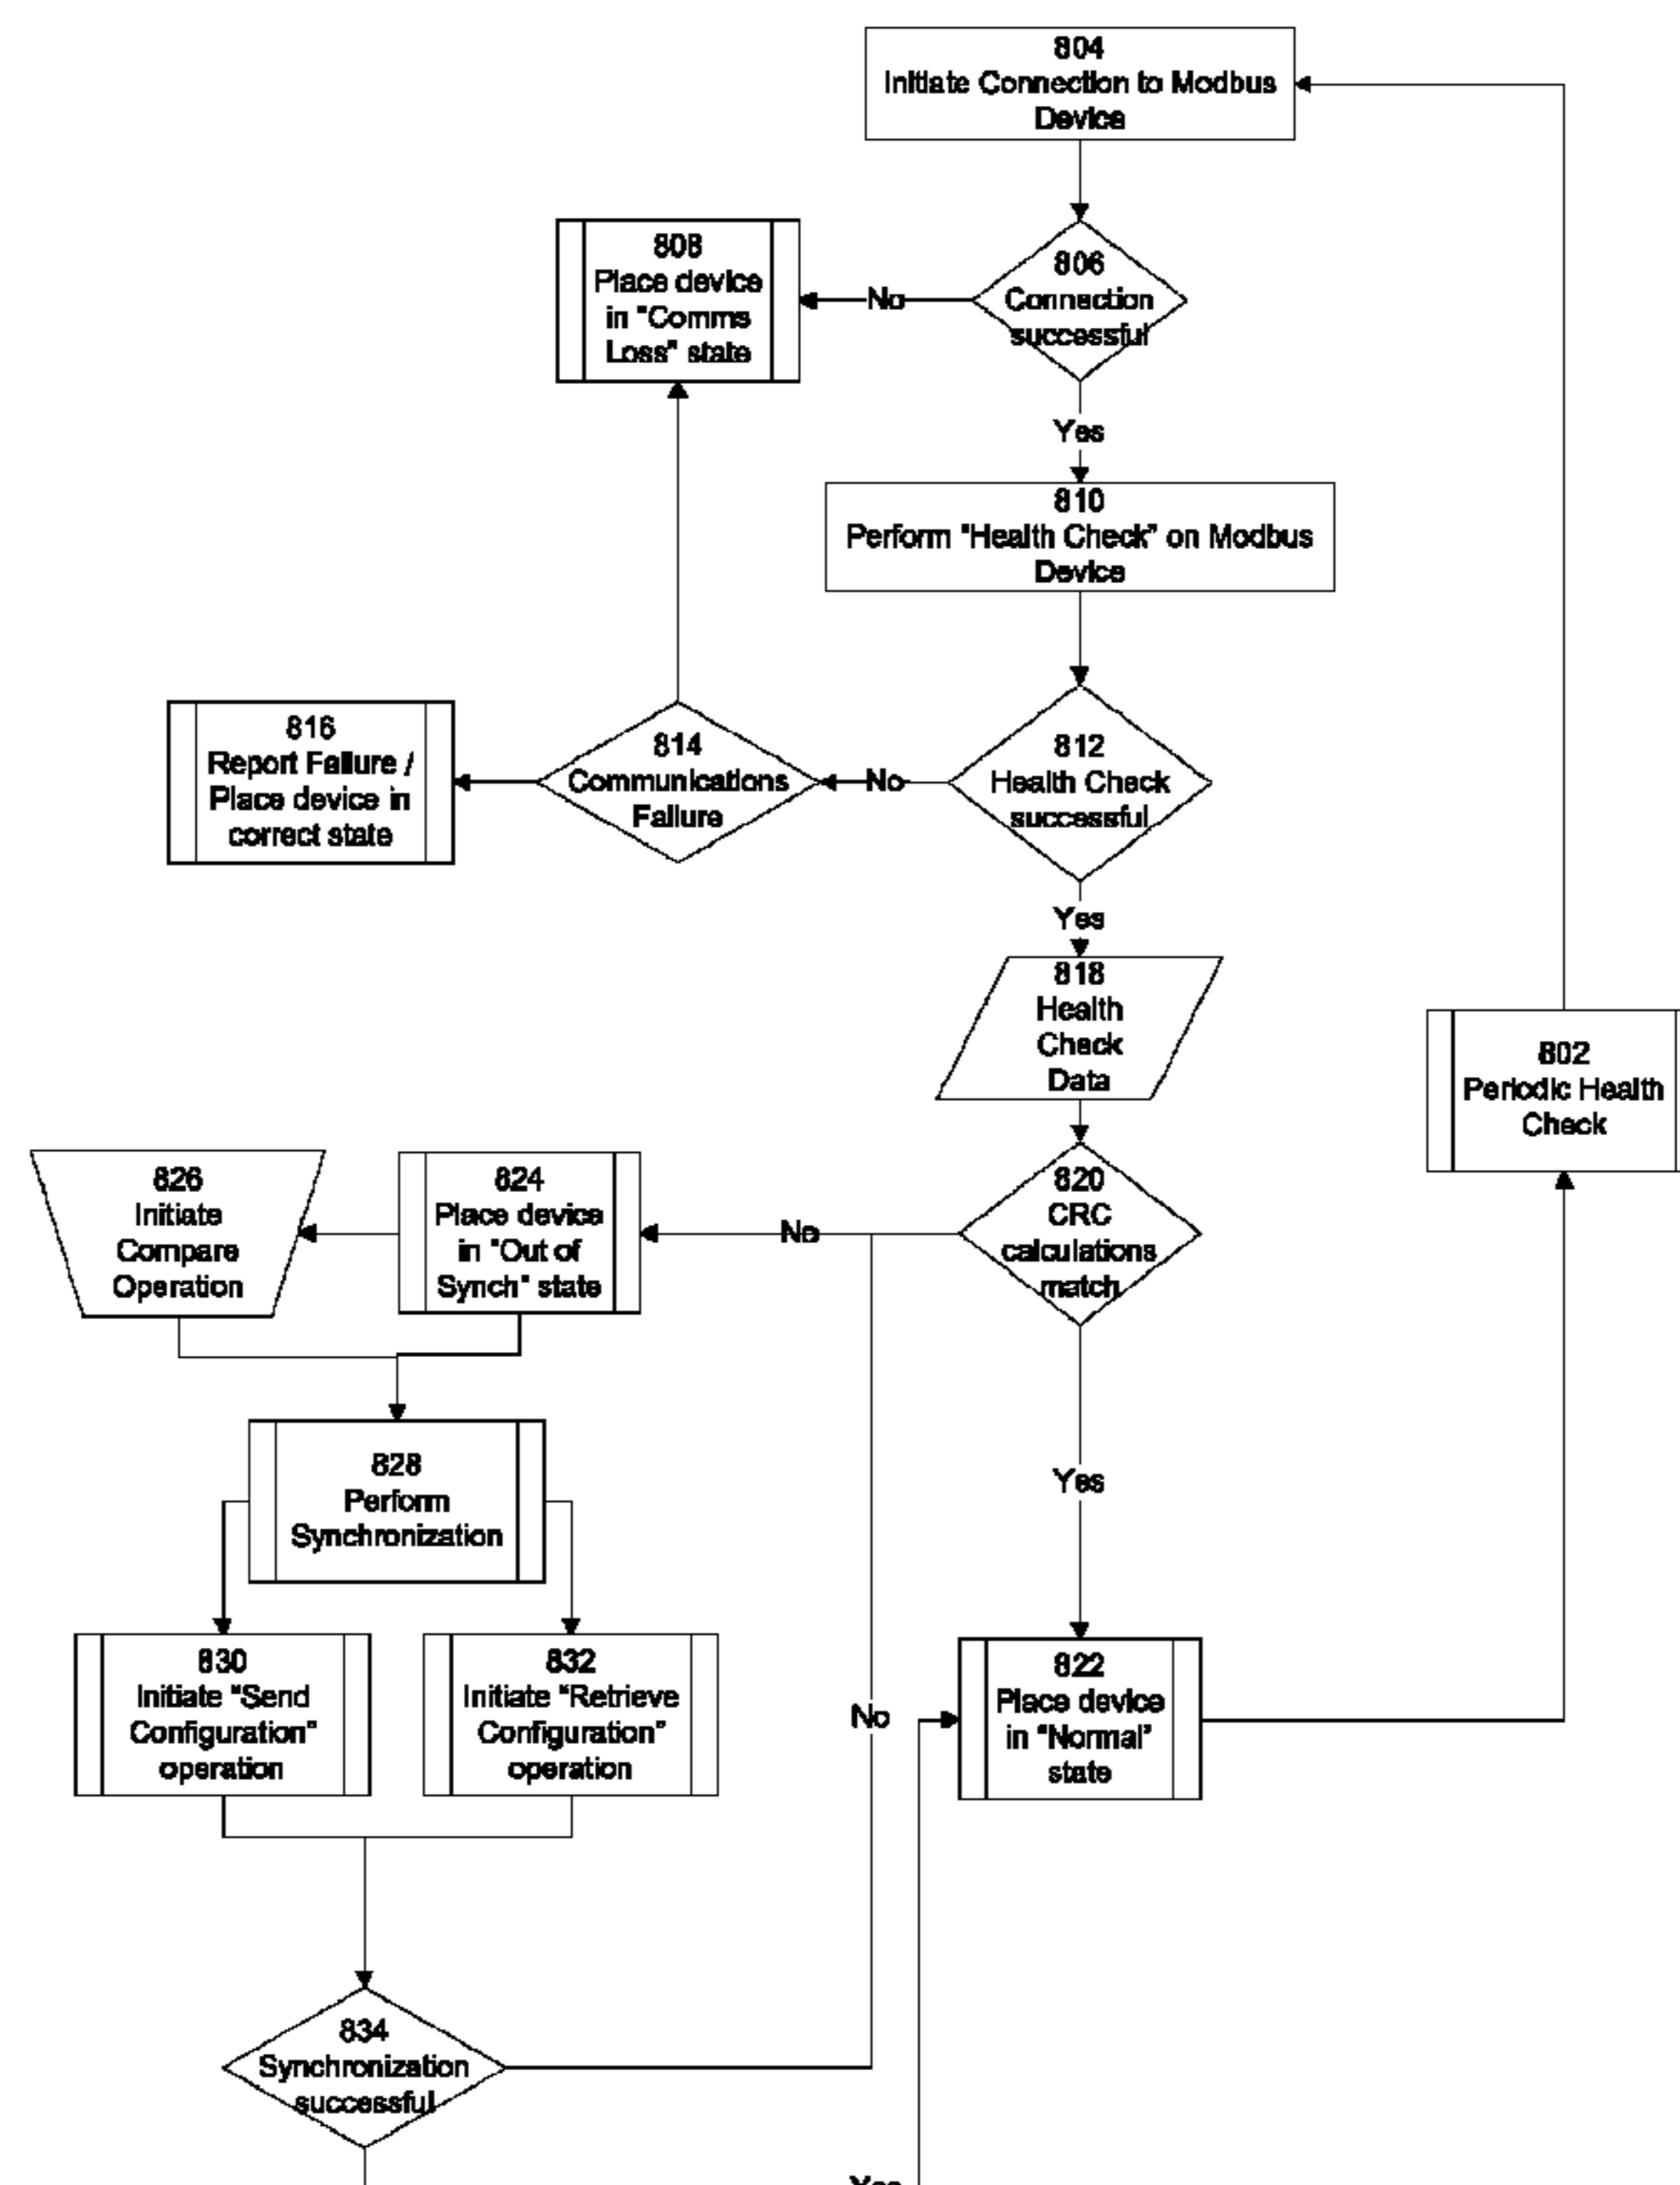 804
Initiate Connection to Modbus
Device
808
Place device
in "Comms
Loss" state
No
806
Connection
successful
Yes
810
Perform "Health Check" on Modbus
Device
816
Report Failure /
Place device in
correct state
814
Communications
Failure
No
812
Health Check
successful
Yes
818
Health
Check
Data
802
Periodic Health
Check
826
Initiate
Compare
Operation
824
Place device
in "Out of
Synch" state
No
820
CRC
calculations
match
828
Perform
Synchronization
Yes
830
Initiate "Send
Configuration"
operation
832
Initiate "Retrieve
Configuration"
operation
No
822
Place device
in "Normal"
state
834
Synchronization
successful
Yes